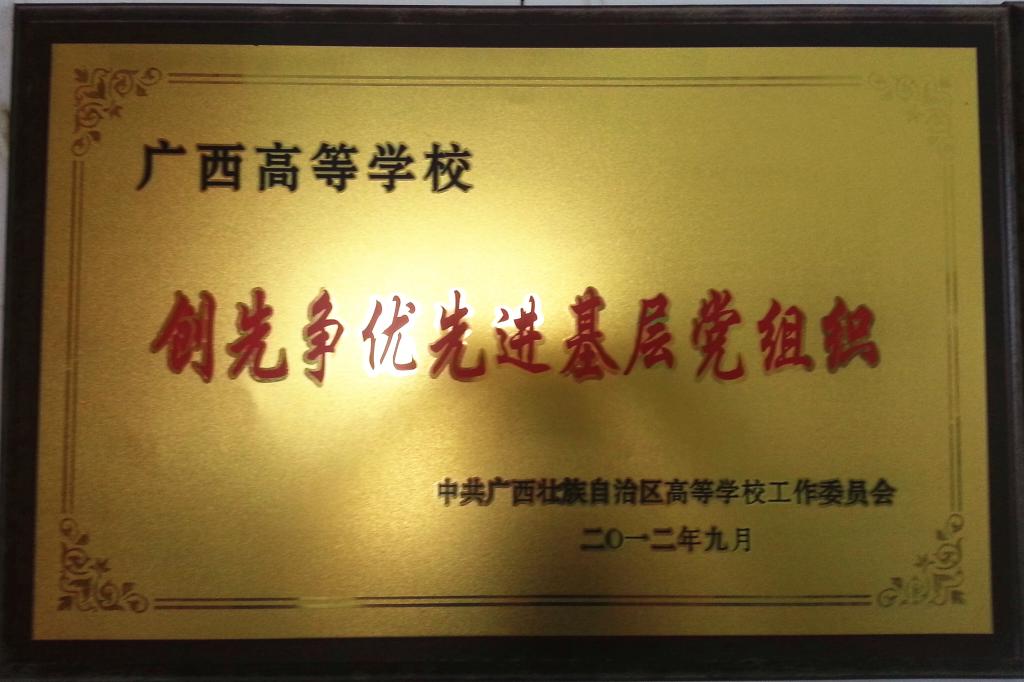 广西高等学校
创先争优先进基层党组织
中共广西壮族自治区高等学校工作委员会
二〇一二年九月